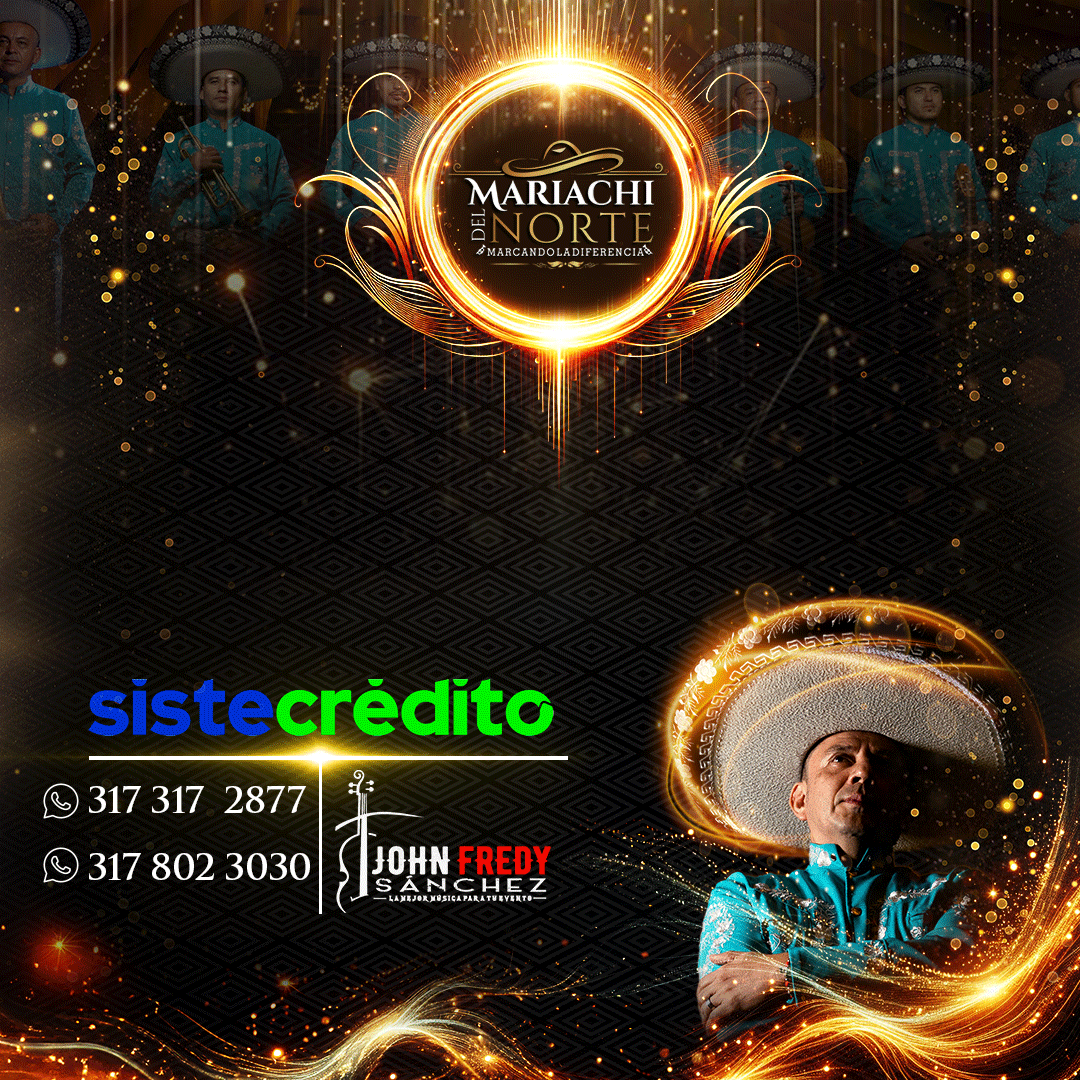 MARIACHI
DEL NORTE
MARCANDO LA DIFERENCIA
sistecrédito
317 317 2877
317 802 3030
JOHN FREDY
SÁNCHEZ
LA MEJOR MÚSICA PARA TU EVENTO